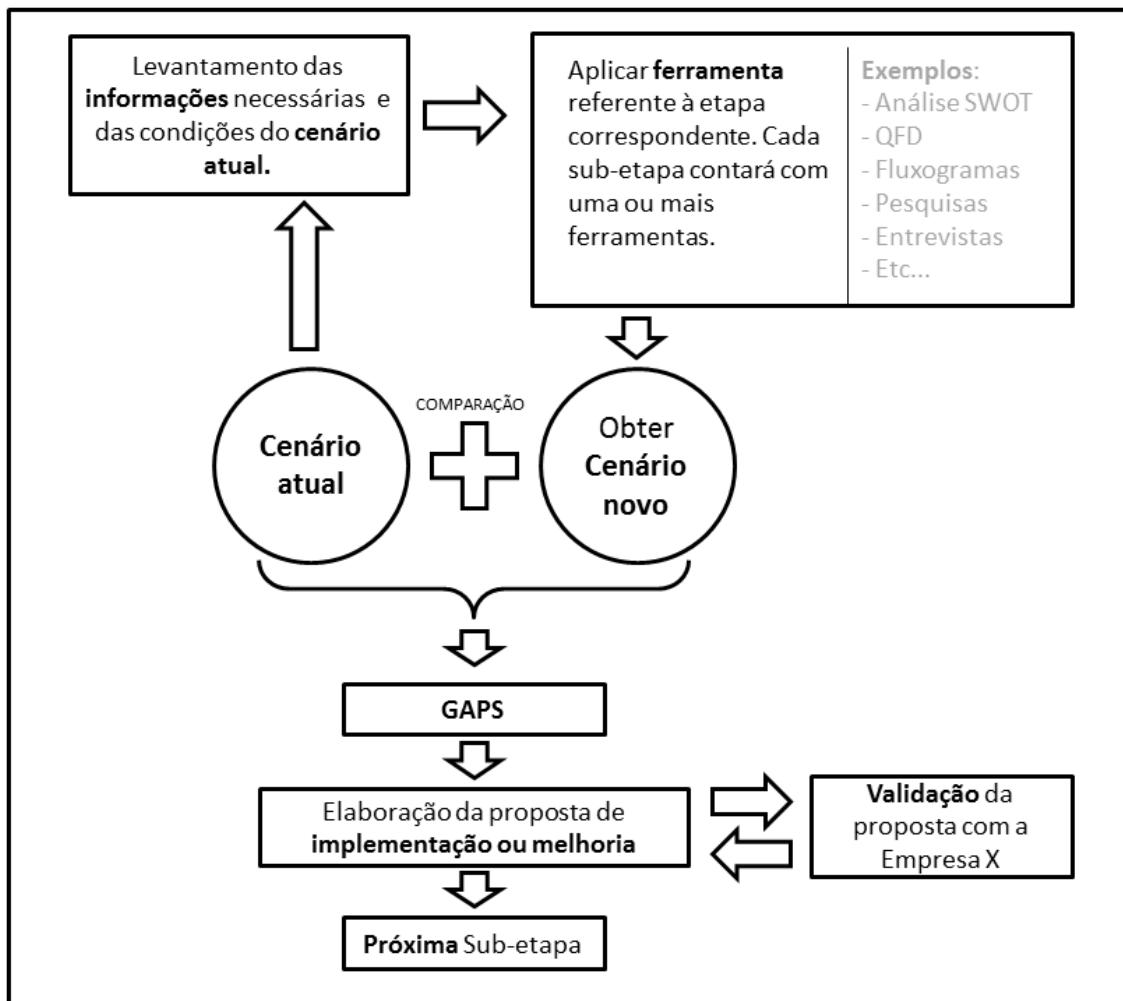 Levantamento das
informações necessárias e
das condições do cenário
atual.
Aplicar ferramenta
referente à etapa
correspondente. Cada
sub-etapa contará com
uma ou mais
ferramentas.
Exemplos:
- Análise SWOT
- QFD
- Fluxogramas
- Pesquisas
- Entrevistas
- Etc...
Cenário
atual
COMPARAÇÃO
Obter
Cenário
novo
GAPS
Elaboração da proposta de
implementação ou melhoria
Validação da
proposta com a
Empresa X
Próxima Sub-etapa